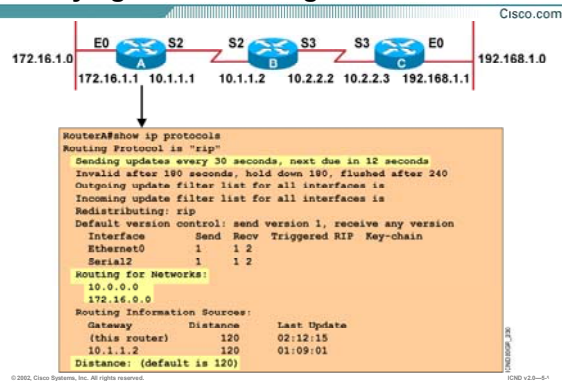 Cisco.com
E0 S2 S2 S3 S3 E0
172.16.1.0 A B C 192.168.1.0
172.16.1.1 10.1.1.1 10.1.1.2 10.2.2.2 10.2.2.3 192.168.1.1
RouterA#show ip protocols
Routing Protocol is "rip"
Sending updates every 30 seconds, next due in 12 seconds
Invalid after 180 seconds, hold down 180, flushed after 240
Outgoing update filter list for all interfaces is
Incoming update filter list for all interfaces is
Redistributing: rip
Default version control: send version 1, receive any version
Interface Send Recv Triggered RIP Key-chain
Ethernet0 1 1 2
Serial2 1 1 2
Routing for Networks:
10.0.0.0
172.16.0.0
Routing Information Sources:
Gateway Distance Last Update
(this router) 120 02:12:15
10.1.1.2 120 01:09:01
Distance: (default is 120)
© 2002, Cisco Systems, Inc. All rights reserved.